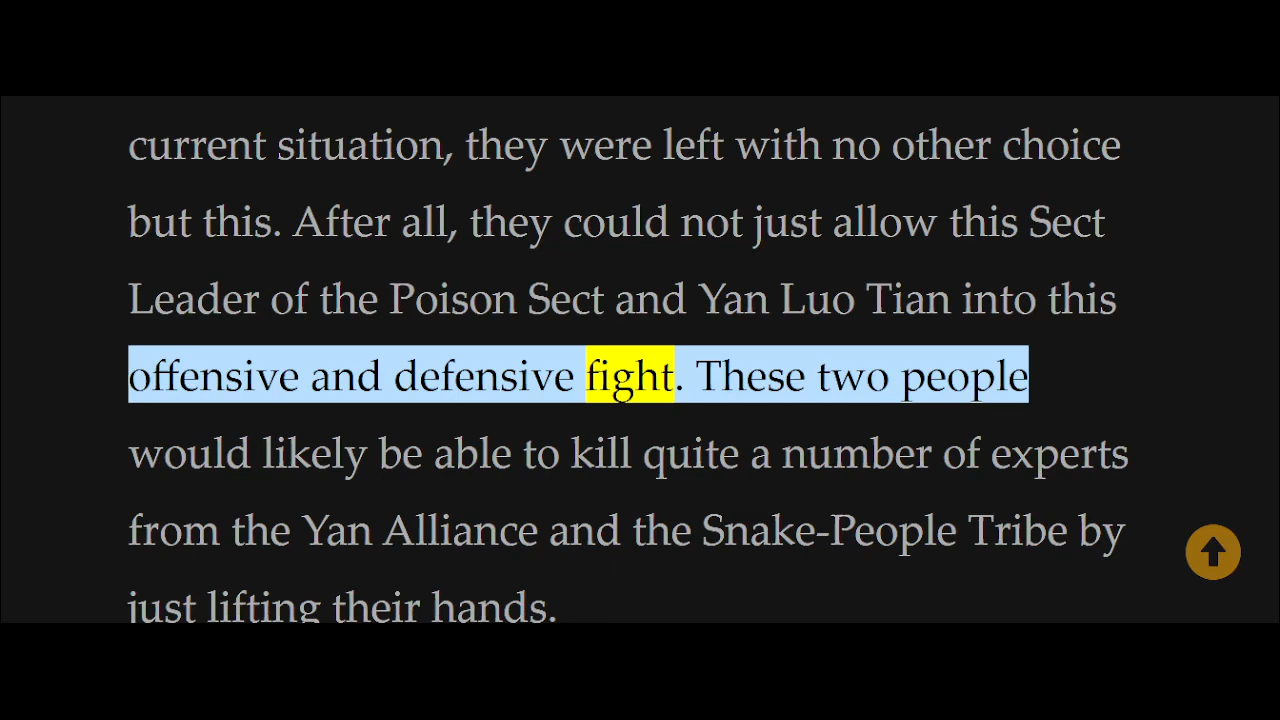 current situation, they were left with no other choice
but this. After all, they could not just allow this Sect
Leader of the Poison Sect and Yan Luo Tian into this
offensive and defensive fight. These two people
would likely be able to kill quite a number of experts
from the Yan Alliance and the Snake-People Tribe by
just lifting their hands.